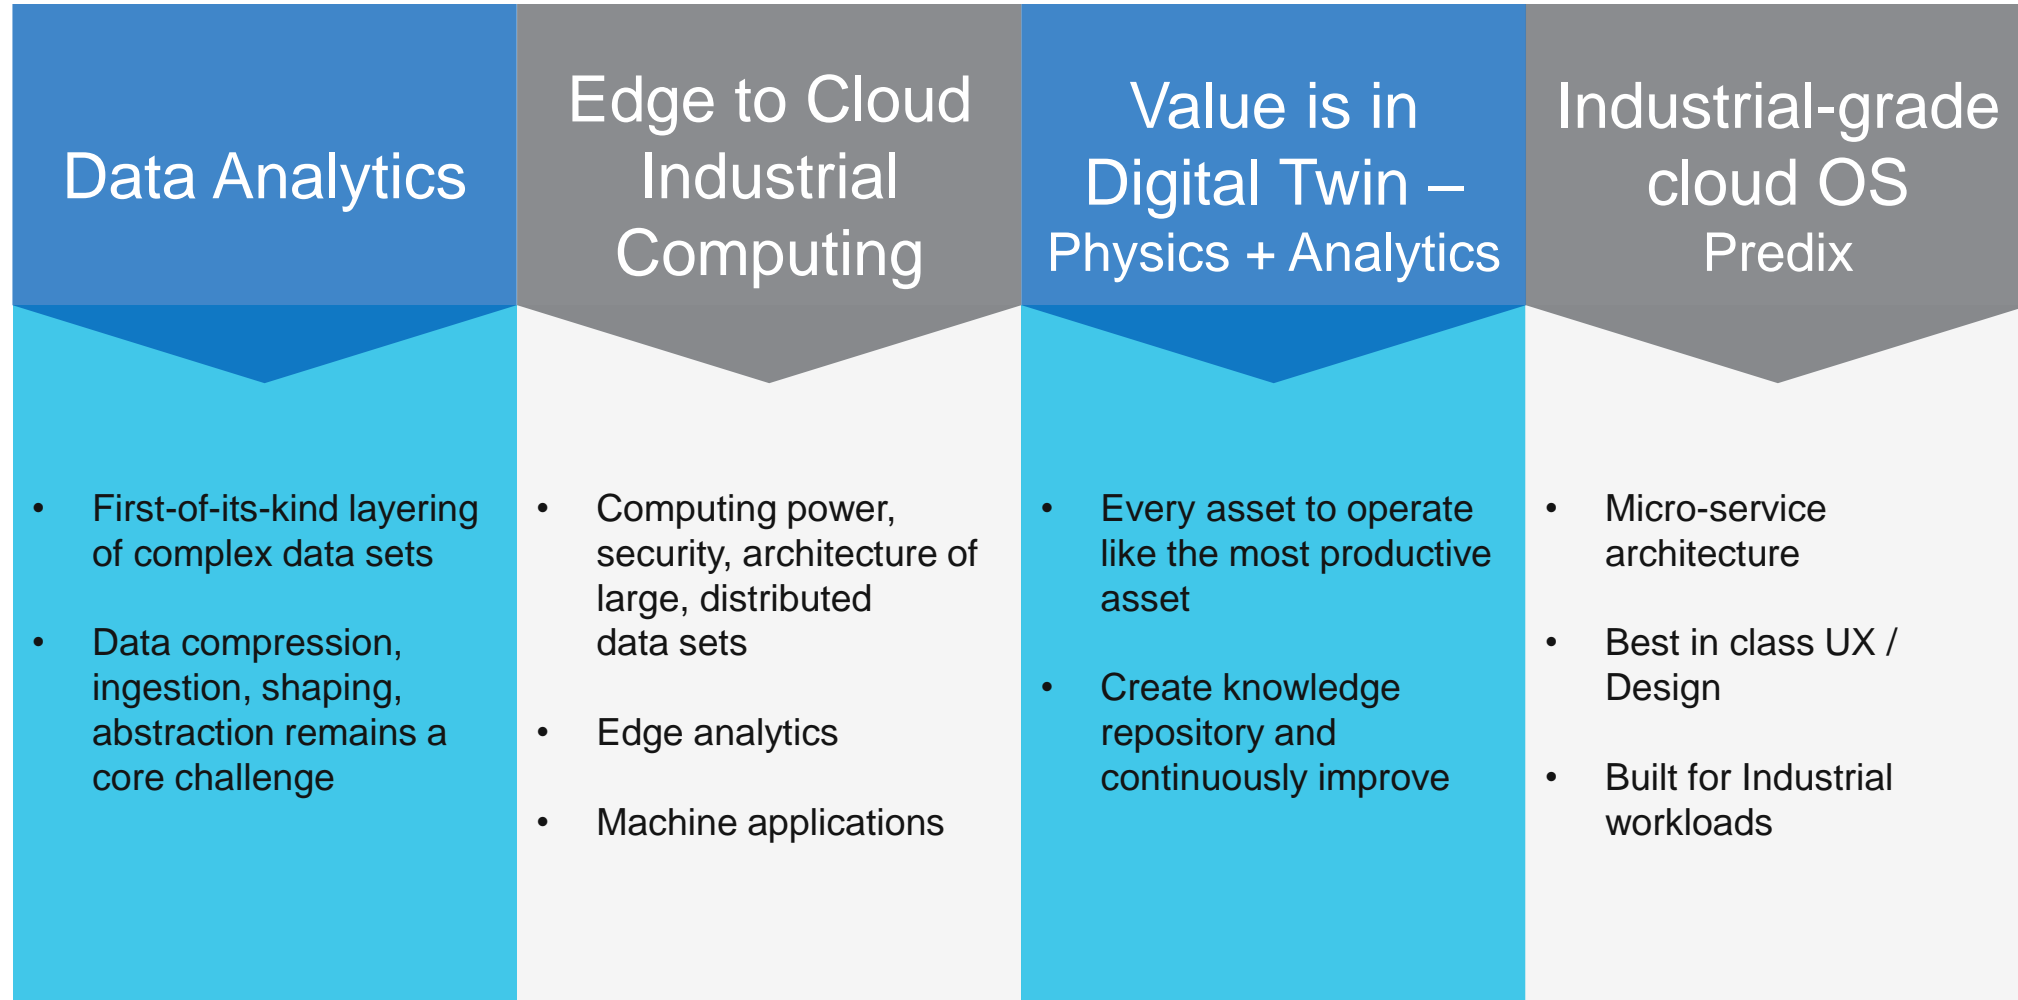 Data Analytics
Edge to Cloud
Industrial
Computing
Value is in
Digital Twin –
Physics + Analytics
Industrial-grade
cloud OS
Predix
• First-of-its-kind layering
of complex data sets
• Data compression,
ingestion, shaping,
abstraction remains a
core challenge
• Computing power,
security, architecture of
large, distributed
data sets
• Edge analytics
• Machine applications
• Every asset to operate
like the most productive
asset
• Create knowledge
repository and
continuously improve
• Micro-service
architecture
• Best in class UX /
Design
• Built for Industrial
workloads